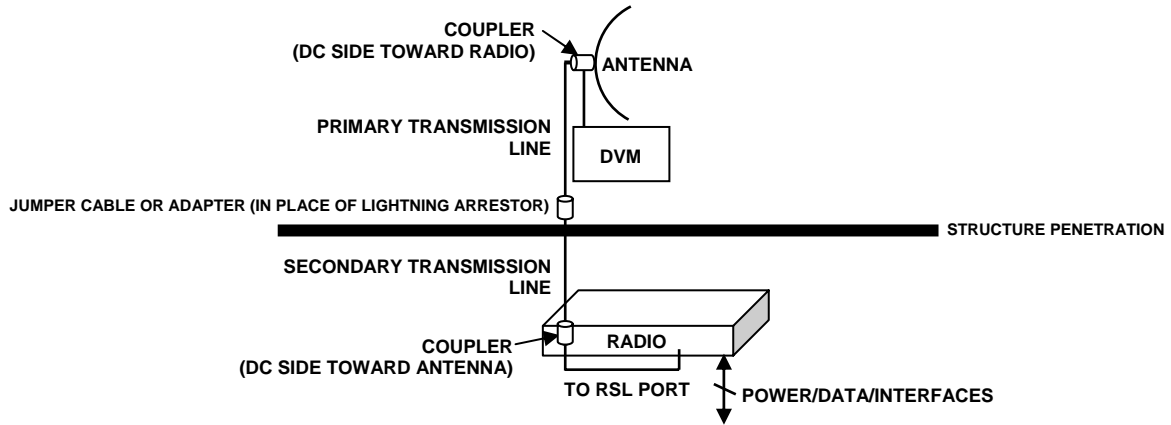 COUPLER
(DC SIDE TOWARD RADIO)
ANTENNA
PRIMARY TRANSMISSION
LINE
DVM
JUMPER CABLE OR ADAPTER (IN PLACE OF LIGHTNING ARRESTOR)
STRUCTURE PENETRATION
SECONDARY TRANSMISSION
LINE
RADIO
COUPLER
(DC SIDE TOWARD ANTENNA)
TO RSL PORT
POWER/DATA/INTERFACES